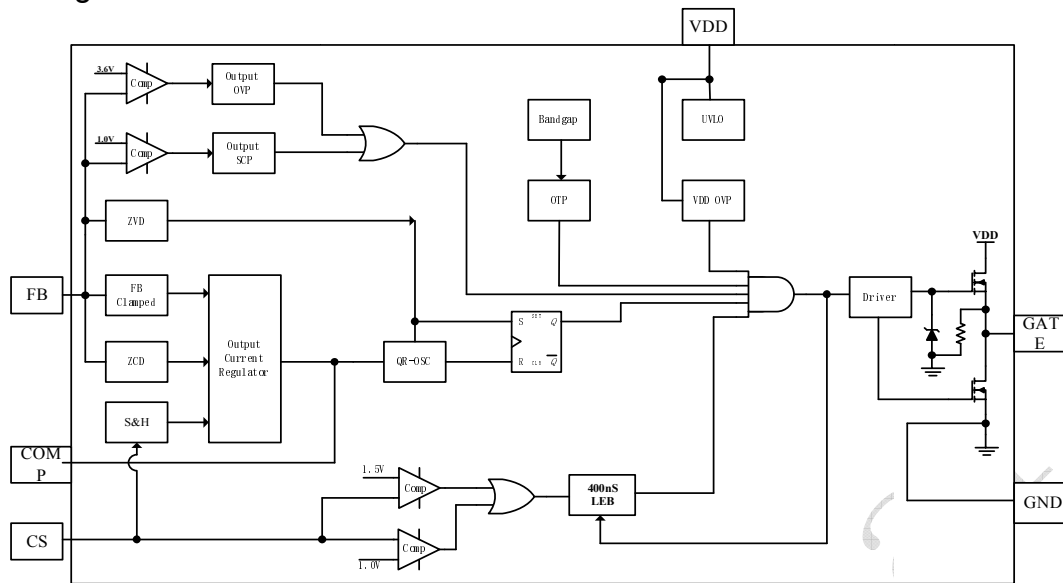 VDD
3.6V
Comp
Output
OVP
1.0V
Comp
Output
SCP
Bandgap
UVLO
OTP
VDD OVP
ZVD
VDD
FB
FB
Clamped
Output
Current
Regulator
Driver
GAT
E
S
SET
Q
ZCD
QR-OSC
R
CLR
Q
S&H
COM
P
1.5V
Comp
400nS
LEB
CS
Comp
1.0V
GND